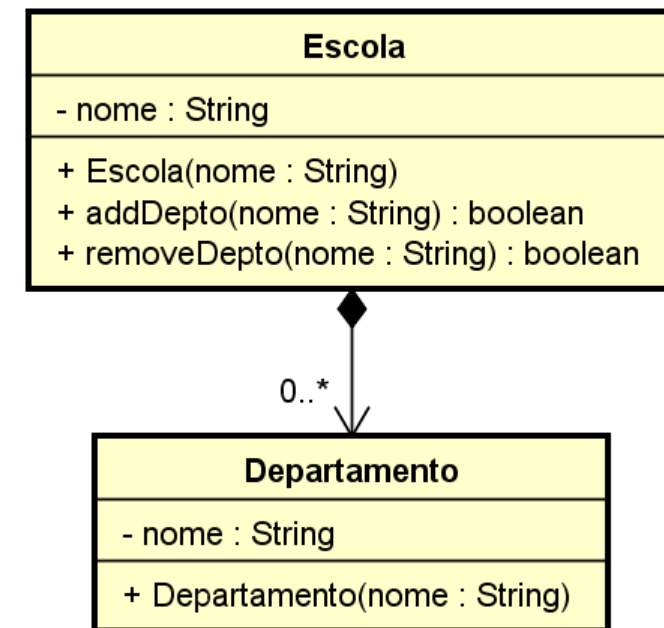 Escola
- nome : String
+ Escola(nome : String)
+ addDepto(nome : String) : boolean
+ removeDepto(nome : String) : boolean
0..*
Departamento
- nome : String
+ Departamento(nome : String)